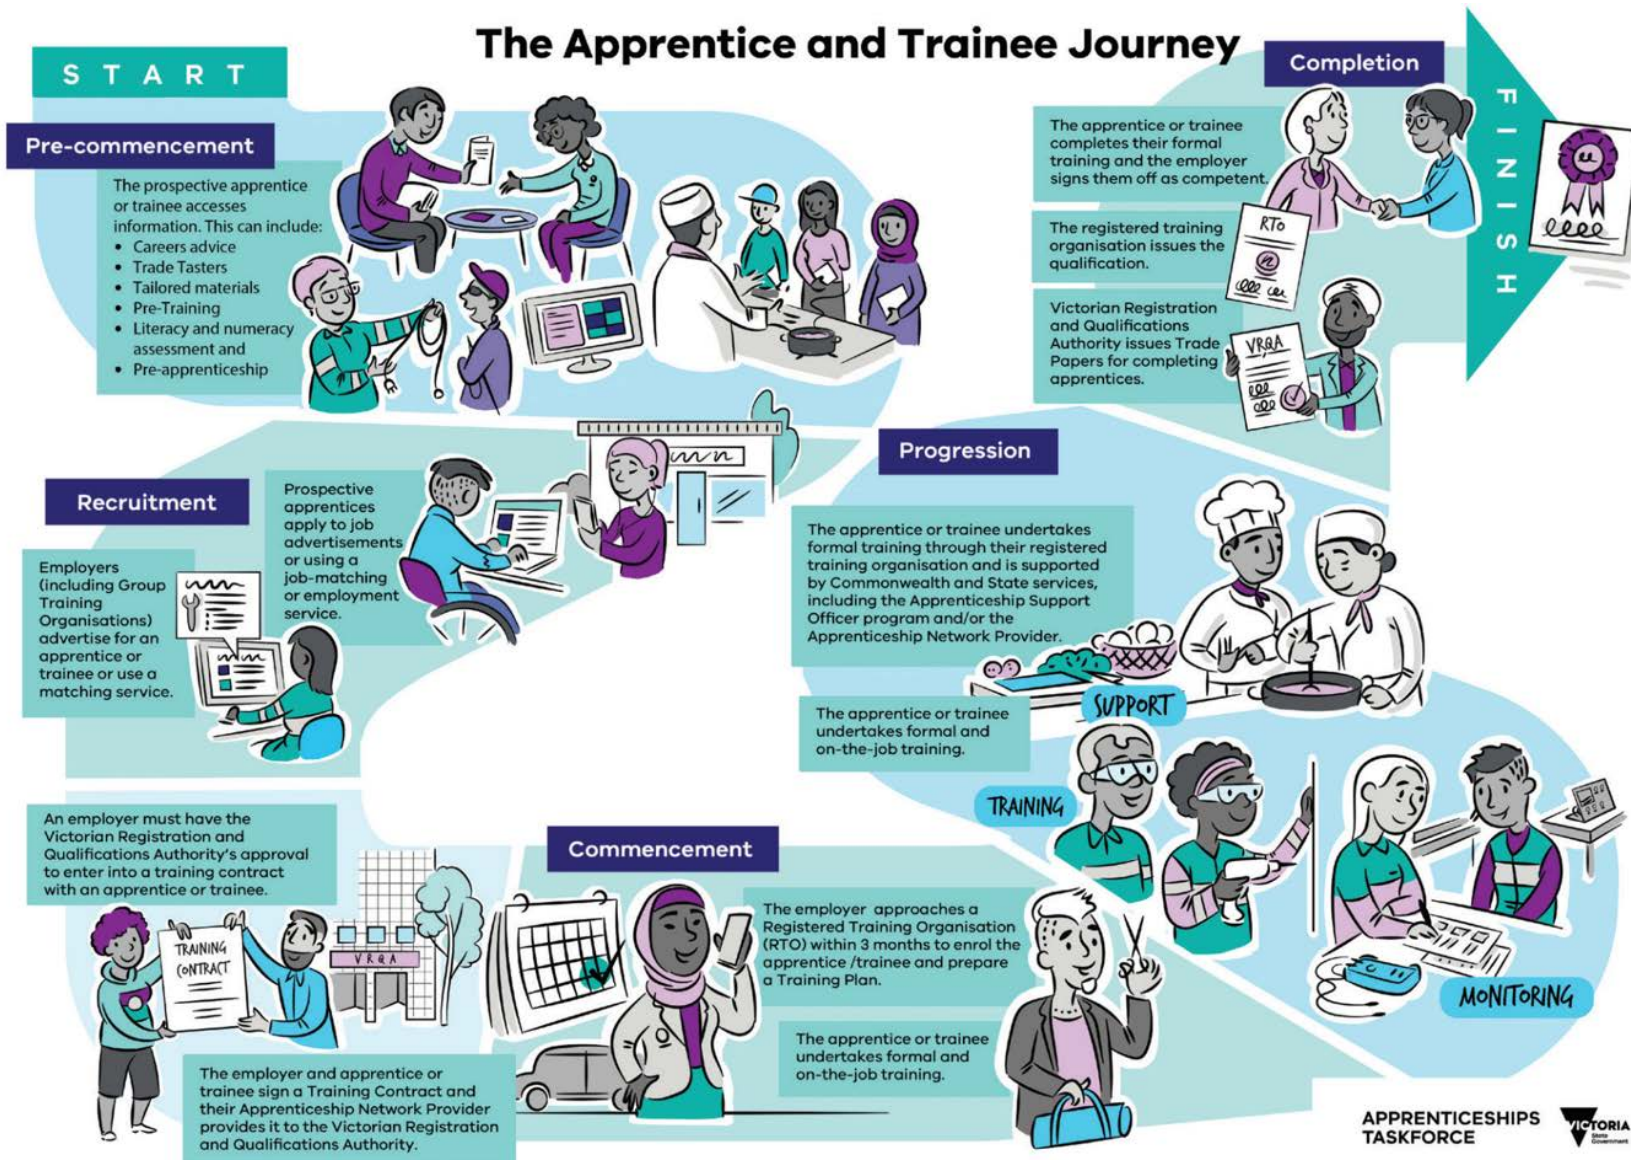 The Apprentice and Trainee Journey
START
Pre-commencement
The prospective apprentice
or trainee accesses
information. This can include:
• Careers advice
• Trade Tasters
• Tailored materials
• Pre-Training
• Literacy and numeracy
assessment and
• Pre-apprenticeship
Recruitment
Employers
(including Group
Training
Organisations)
advertise for an
apprentice or
trainee or use a
matching service.
Prospective
apprentices
apply to job
advertisements
or using a
job-matching
or employment
service.
An employer must have the
Victorian Registration and
Qualifications Authority's approval
to enter into a training contract
with an apprentice or trainee.
TRAINING
CONTRACT
VRQA
The employer and apprentice or
trainee sign a Training Contract and
their Apprenticeship Network Provider
provides it to the Victorian Registration
and Qualifications Authority.
Commencement
The employer approaches a
Registered Training Organisation
(RTO) within 3 months to enrol the
apprentice /trainee and prepare
a Training Plan.
The apprentice or trainee
undertakes formal and
on-the-job training.
Progression
The apprentice or trainee undertakes
formal training through their registered
training organisation and is supported
by Commonwealth and State services,
including the Apprenticeship Support
Officer program and/or the
Apprenticeship Network Provider.
The apprentice or trainee
undertakes formal and
on-the-job training.
SUPPORT
TRAINING
MONITORING
Completion
The apprentice or trainee
completes their formal
training and the employer
signs them off as competent.
The registered training
organisation issues the
qualification.
RTO
Victorian Registration
and Qualifications
Authority issues Trade
Papers for completing
apprentices.
VRQA
FINISH
APPRENTICESHIPS
TASKFORCE
VICTORIA
State
Government